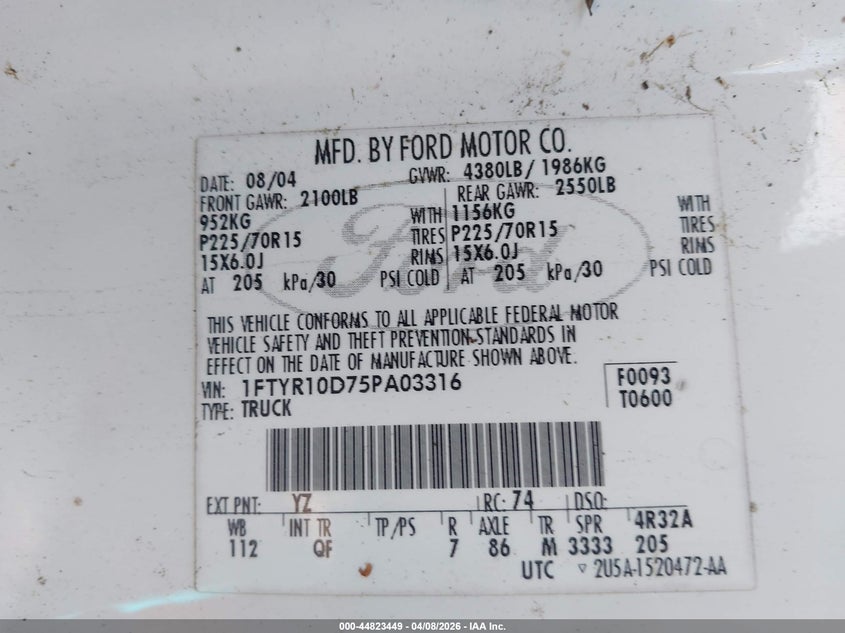 MFD. BY FORD MOTOR CO.
DATE: 08/04 GVWR: 4380LB/ 1986KG
FRONT GAWR: 2100LB REAR GAWR: 2550LB
952KG WITH 1156KG WITH
P225/70R15 TIRES P225/70R15 TIRES
15X6.0J RIMS 15X6.0J RIMS
AT 205 kPa/30 PSI COLD AT 205 kPa/30 PSI COLD
Ford
THIS VEHICLE CONFORMS TO ALL APPLICABLE FEDERAL MOTOR
VEHICLE SAFETY AND THEFT PREVENTION STANDARDS IN
EFFECT ON THE DATE OF MANUFACTURE SHOWN ABOVE.
VIN: 1FTYR10D75PA03316 F0093
TYPE: TRUCK T0600
EXT PNT: YZ RC: 74 DSO:
WB INT TR TP/PS R AXLE TR SPR 4R32A
112 QF 7 86 M 3333 205
UTC ▽ 2U5A-1520472-AA
000-44823449 - 04/08/2026 - IAA Inc.